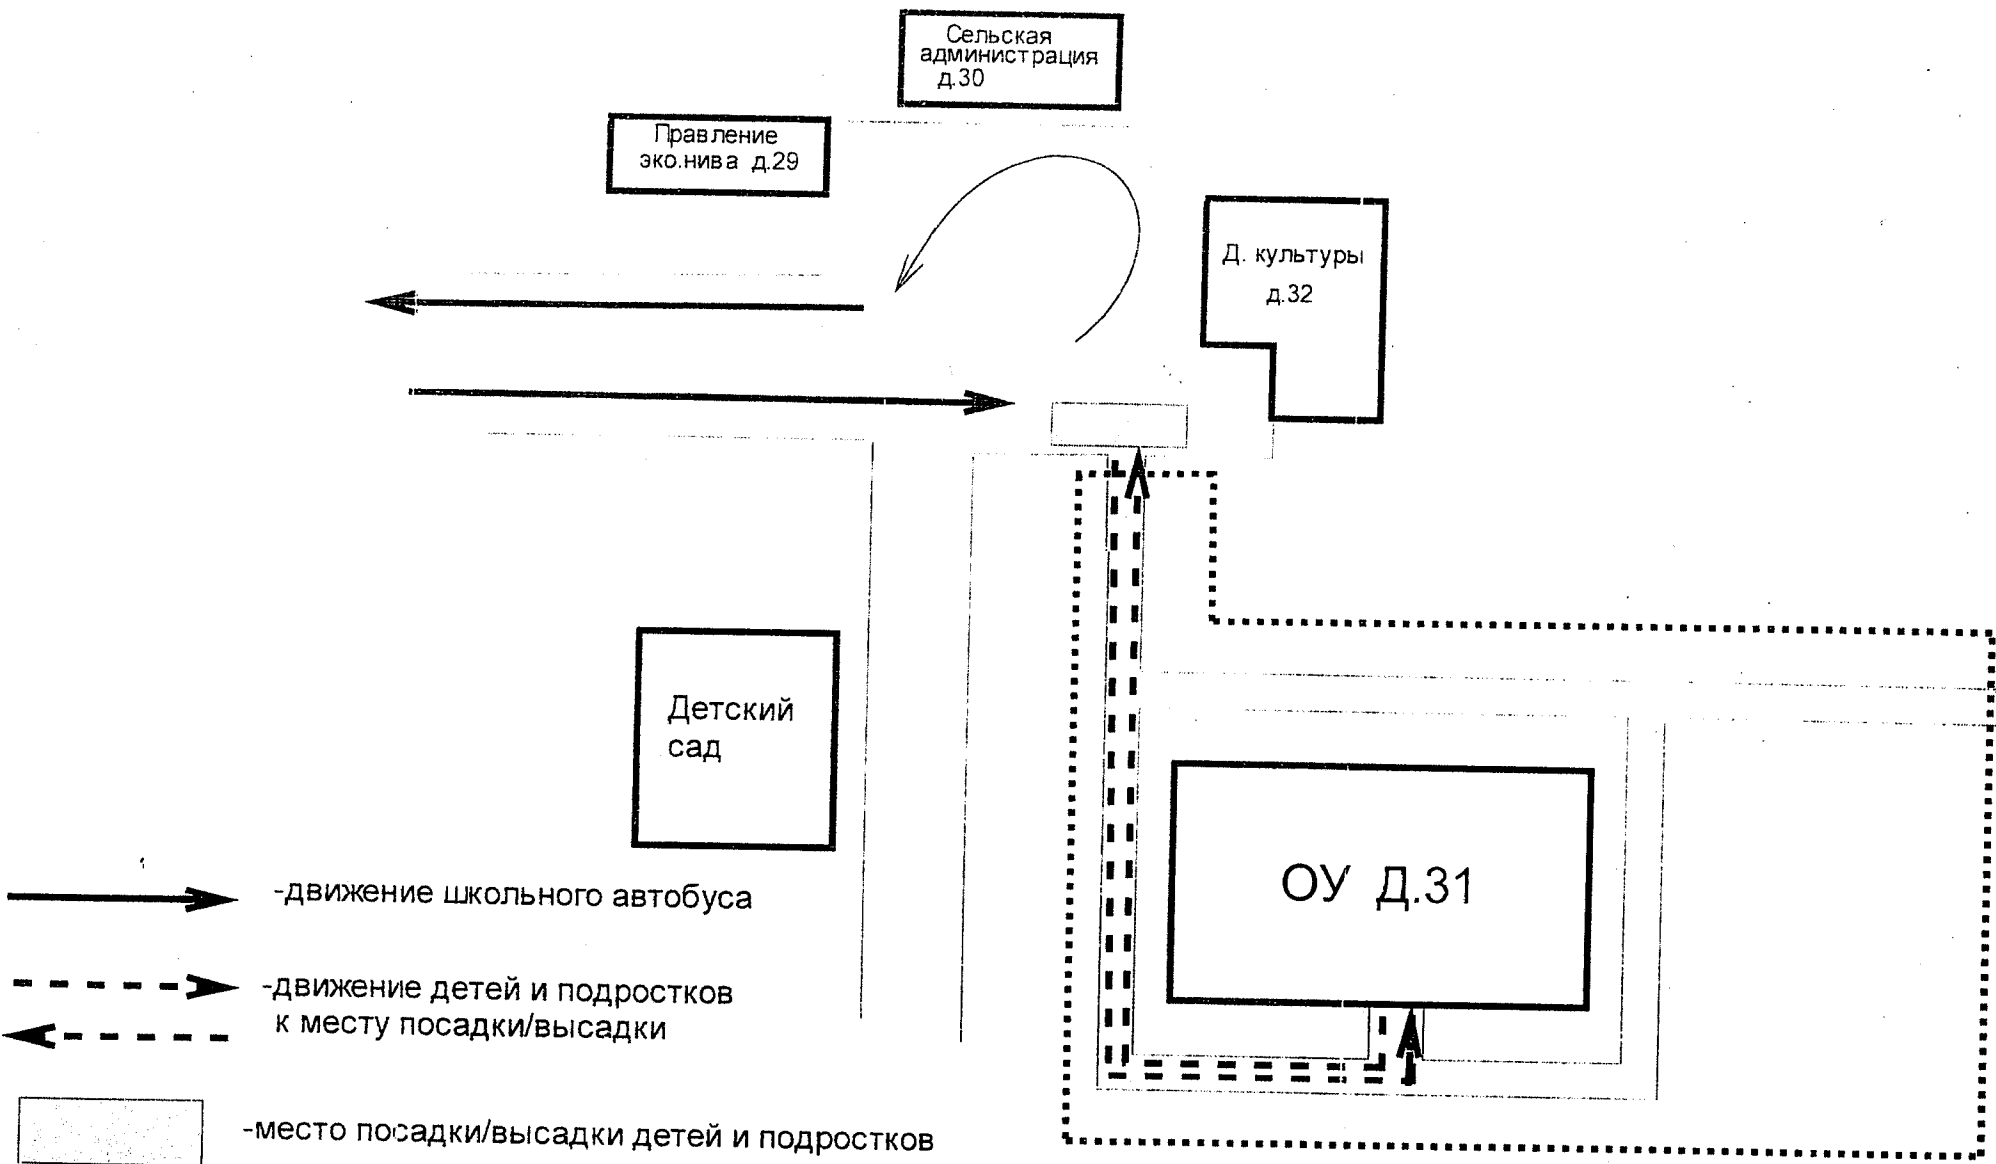 Сельская
администрация
д.30
Правление
эко.нива д.29
Д. культуры
д.32
Детский
сад
ОУ Д.31
-движение школьного автобуса
-движение детей и подростков
к месту посадки/высадки
-место посадки/высадки детей и подростков